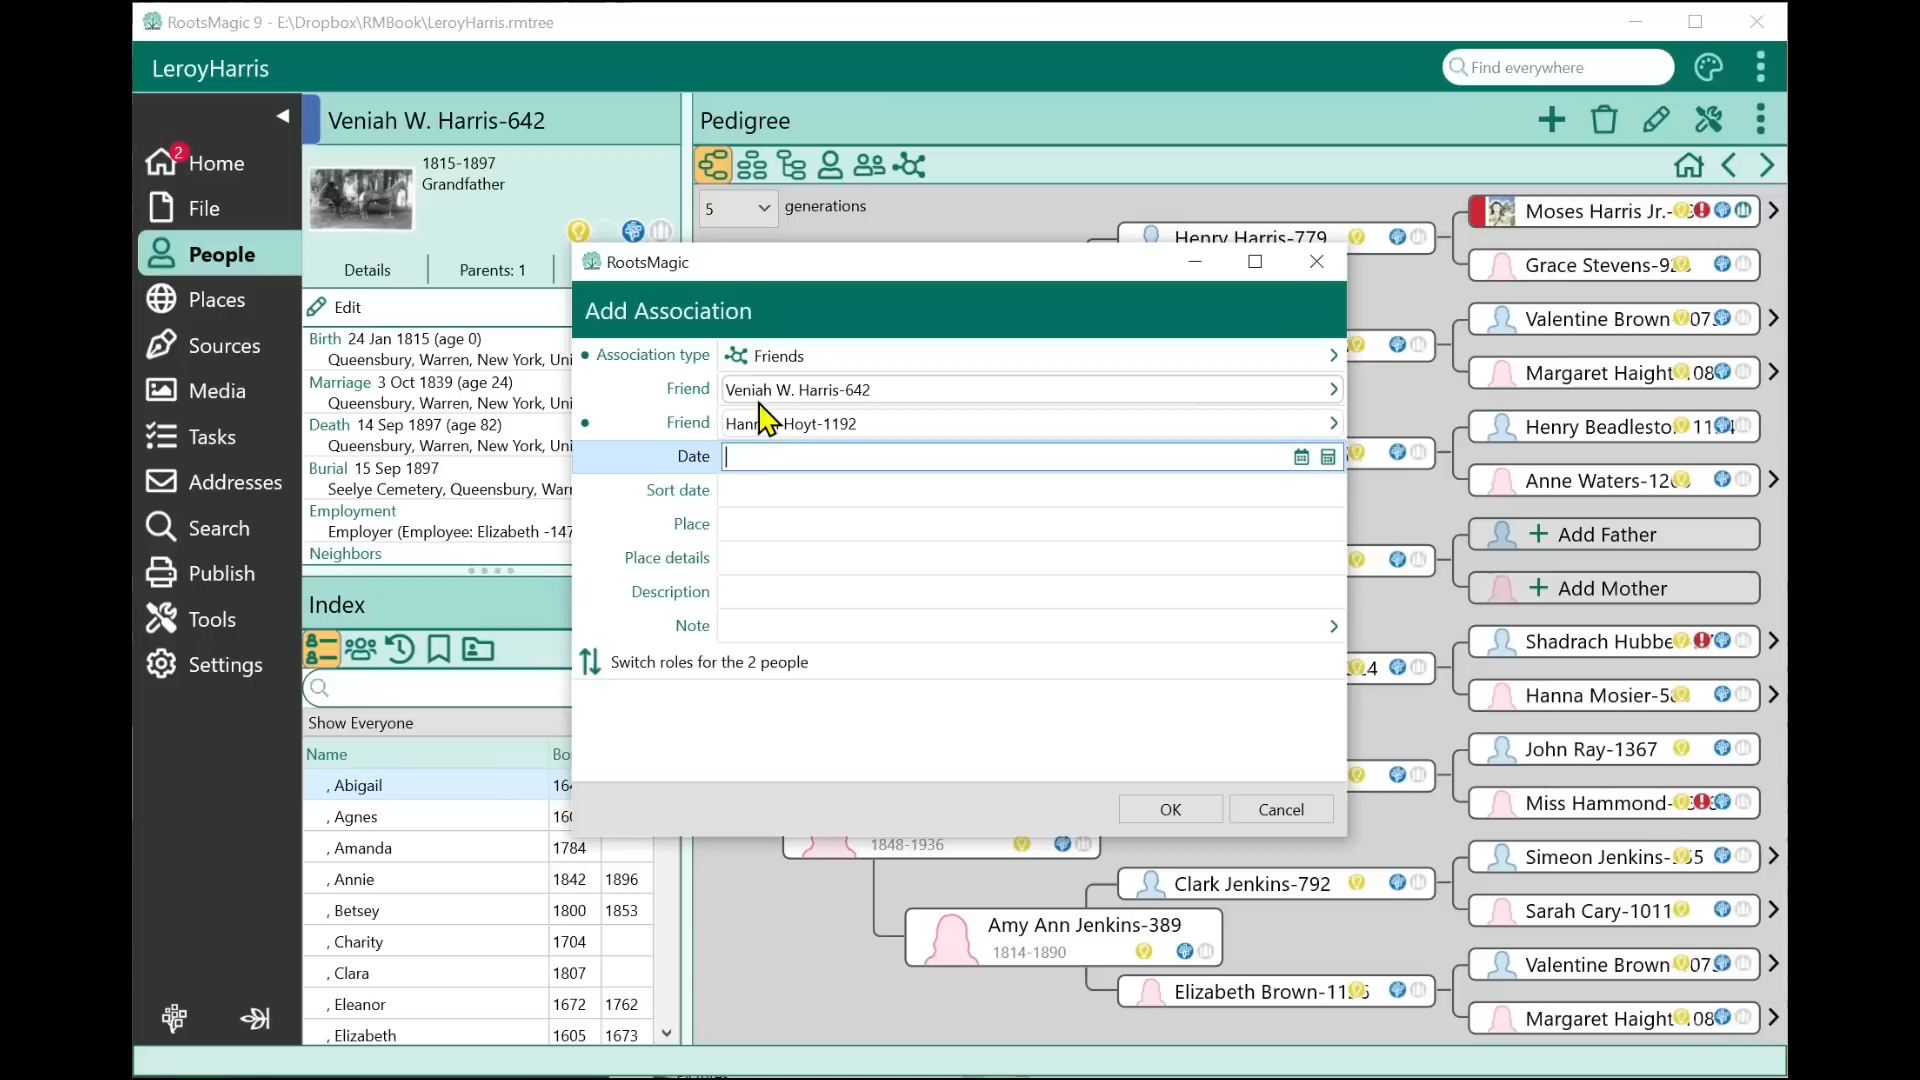 RootsMagic 9 - E:\Dropbox\RMBook\LeroyHarris.rmtree
LeroyHarris
Find everywhere
2
Home
File
People
Places
Sources
Media
Tasks
Addresses
Search
Publish
Tools
Settings
Veniah W. Harris-642
1815-1897
Grandfather
Details
Parents: 1
Edit
Birth 24 Jan 1815 (age 0)
Queensbury, Warren, New York, Uni
Marriage 3 Oct 1839 (age 24)
Queensbury, Warren, New York, Uni
Death 14 Sep 1897 (age 82)
Queensbury, Warren, New York, Uni
Burial 15 Sep 1897
Seelye Cemetery, Queensbury, Warr
Employment
Employer (Employee: Elizabeth -147
Neighbors
Index
Show Everyone
Name
Bo
, Abigail 164
, Agnes 160
, Amanda 1784
, Annie 1842 1896
, Betsey 1800 1853
, Charity 1704
, Clara 1807
, Eleanor 1672 1762
, Elizabeth 1605 1673
Pedigree
5 generations
Henry Harris-779
RootsMagic
Add Association
Association type Friends
Friend Veniah W. Harris-642
Friend Hoyt-1192
Date
Sort date
Place
Place details
Description
Note
Switch roles for the 2 people
OK
Cancel
1848-1936
Clark Jenkins-792
Amy Ann Jenkins-389
1814-1890
Elizabeth Brown-11
Moses Harris Jr.-
Grace Stevens-9
Valentine Brown
Margaret Haight
Henry Beadlesto
Anne Waters-12
Add Father
Add Mother
Shadrach Hubbe
Hanna Mosier-5
John Ray-1367
Miss Hammond-
Simeon Jenkins-
Sarah Cary-1011
Valentine Brown
Margaret Haight